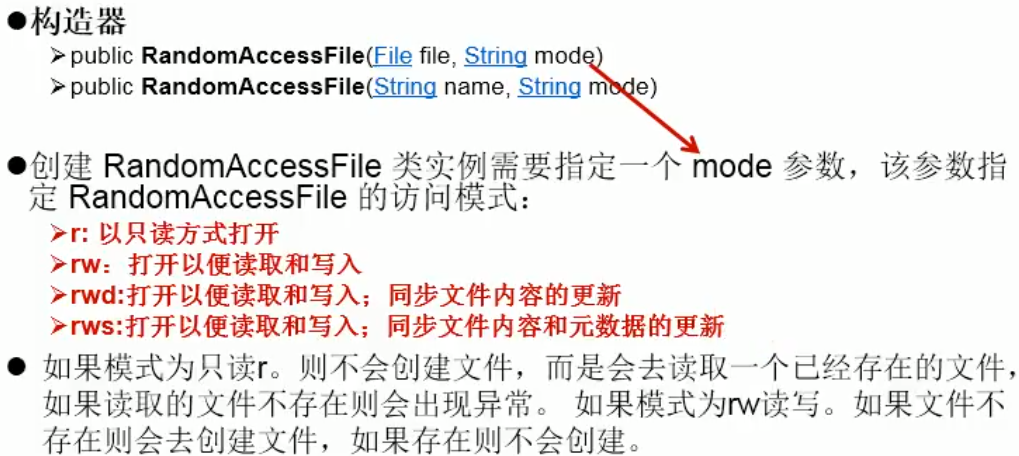 ●构造器
➢public RandomAccessFile(File file, String mode)
➢public RandomAccessFile(String name, String mode)
●创建 RandomAccessFile 类实例需要指定一个 mode 参数，该参数指
定 RandomAccessFile 的访问模式：
➢r: 以只读方式打开
➢rw：打开以便读取和写入
➢rwd:打开以便读取和写入；同步文件内容的更新
➢rws:打开以便读取和写入；同步文件内容和元数据的更新
● 如果模式为只读r。则不会创建文件，而是会去读取一个已经存在的文件，
如果读取的文件不存在则会出现异常。 如果模式为rw读写。如果文件不
存在则会去创建文件，如果存在则不会创建。